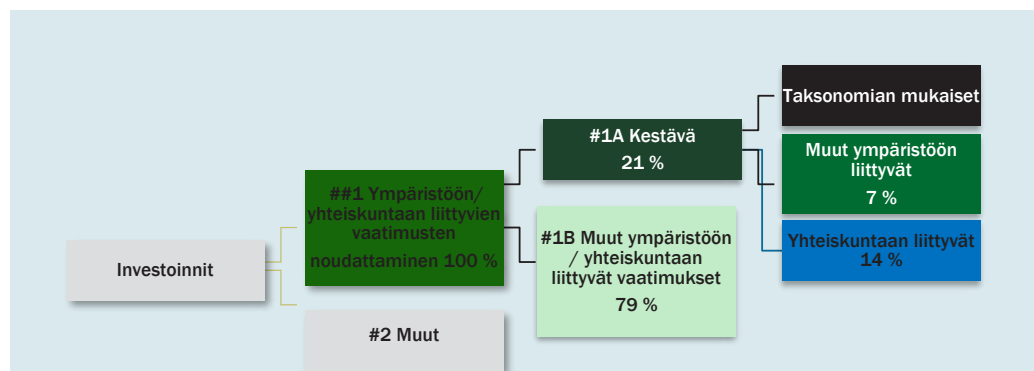 Investoinnit
##1 Ympäristöön/
yhteiskuntaan liittyvien
vaatimusten
noudattaminen 100 %
#2 Muut
#1A Kestävä
21 %
#1B Muut ympäristöön
/ yhteiskuntaan
liittyvät vaatimukset
79 %
Taksonomian mukaiset
Muut ympäristöön
liittyvät
7 %
Yhteiskuntaan liittyvät
14 %